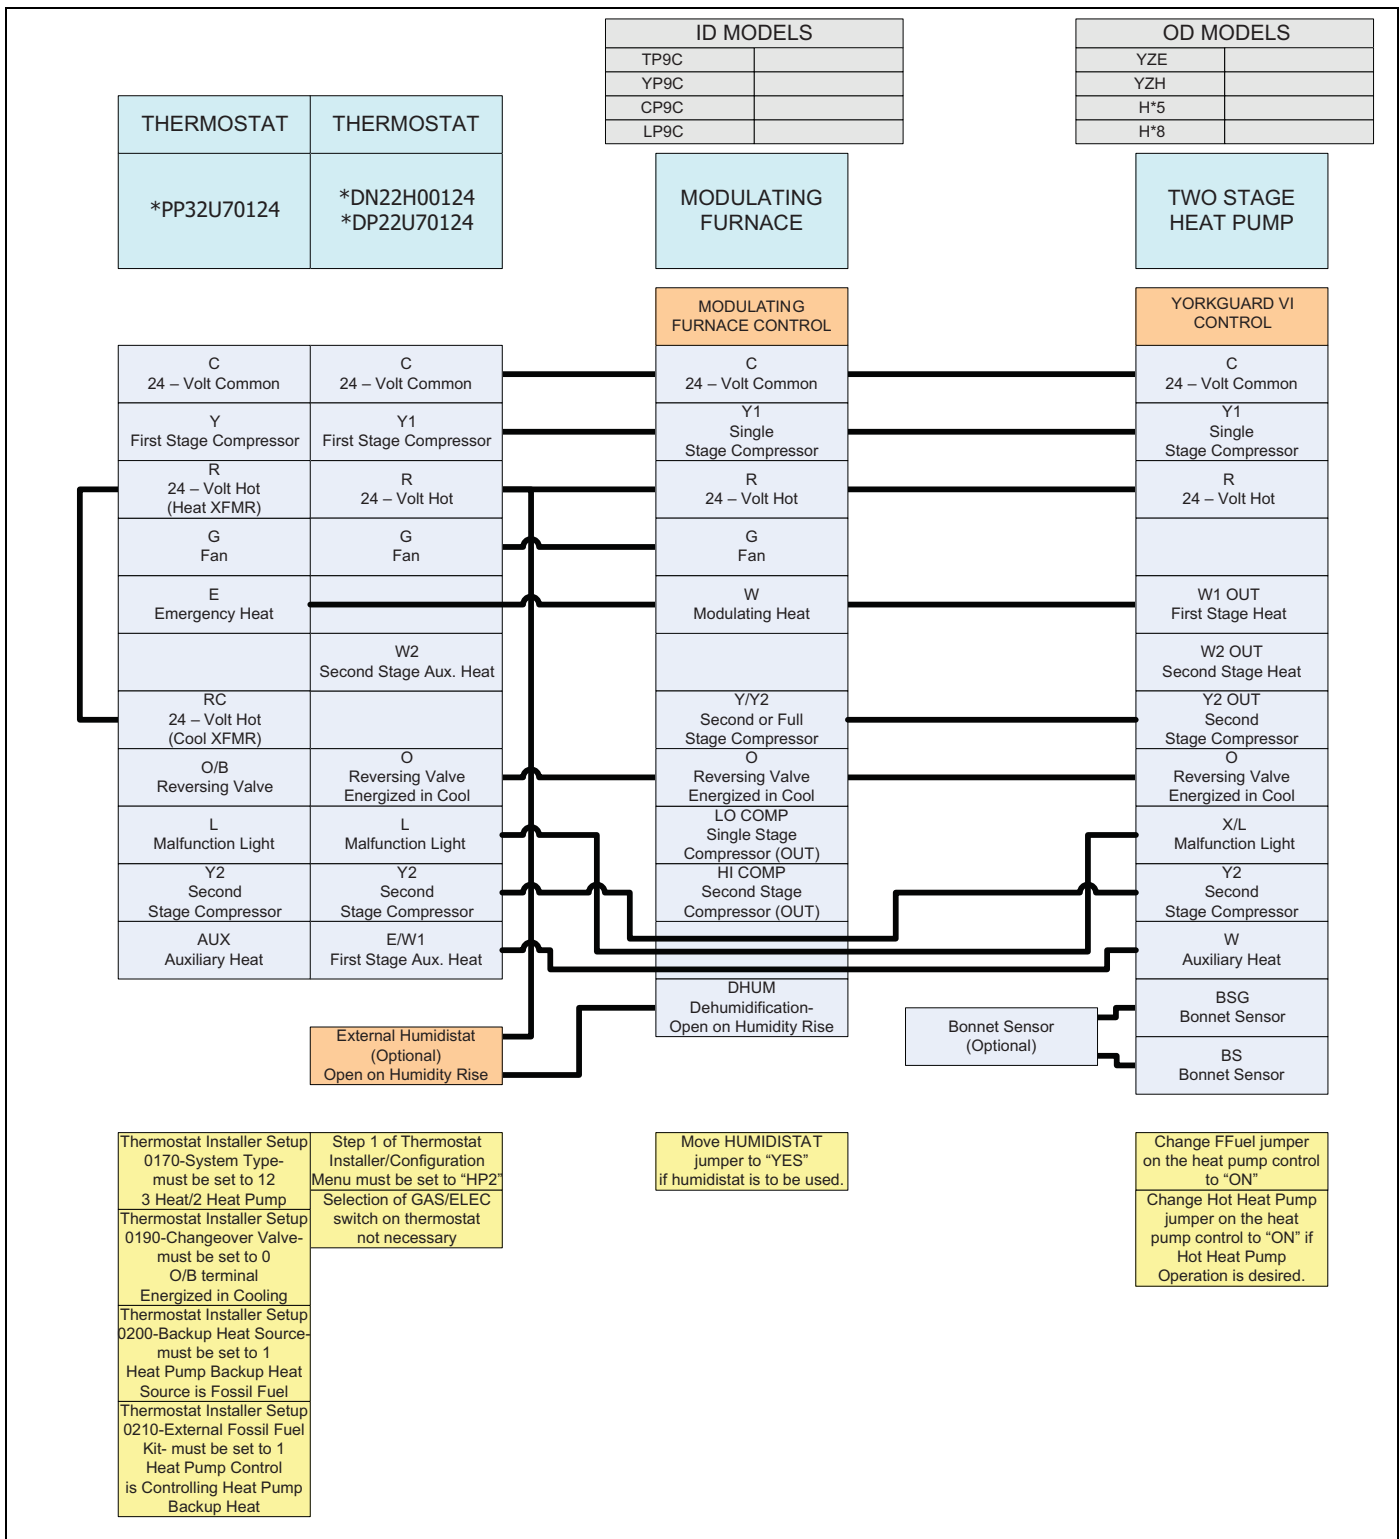 ID MODELS
TP9C
YP9C
CP9C
LP9C
OD MODELS
YZE
YZH
H*5
H*8
THERMOSTAT
*PP32U70124
THERMOSTAT
*DN22H00124
*DP22U70124
MODULATING
FURNACE
TWO STAGE
HEAT PUMP
MODULATING
FURNACE CONTROL
YORKGUARD VI
CONTROL
C
24 – Volt Common
Y
First Stage Compressor
R
24 – Volt Hot
(Heat XFMR)
G
Fan
E
Emergency Heat
RC
24 – Volt Hot
(Cool XFMR)
O/B
Reversing Valve
L
Malfunction Light
Y2
Second
Stage Compressor
AUX
Auxiliary Heat
C
24 – Volt Common
Y1
First Stage Compressor
R
24 – Volt Hot
G
Fan
W2
Second Stage Aux. Heat
O
Reversing Valve
Energized in Cool
L
Malfunction Light
Y2
Second
Stage Compressor
E/W1
First Stage Aux. Heat
External Humidistat
(Optional)
Open on Humidity Rise
C
24 – Volt Common
Y1
Single
Stage Compressor
R
24 – Volt Hot
G
Fan
W
Modulating Heat
Y/Y2
Second or Full
Stage Compressor
O
Reversing Valve
Energized in Cool
LO COMP
Single Stage
Compressor (OUT)
HI COMP
Second Stage
Compressor (OUT)
DHUM
Dehumidification-
Open on Humidity Rise
C
24 – Volt Common
Y1
Single
Stage Compressor
R
24 – Volt Hot
W1 OUT
First Stage Heat
W2 OUT
Second Stage Heat
Y2 OUT
Second
Stage Compressor
O
Reversing Valve
Energized in Cool
X/L
Malfunction Light
Y2
Second
Stage Compressor
W
Auxiliary Heat
BSG
Bonnet Sensor
BS
Bonnet Sensor
Bonnet Sensor
(Optional)
Thermostat Installer Setup
0170-System Type-
must be set to 12
3 Heat/2 Heat Pump
Thermostat Installer Setup
0190-Changeover Valve-
must be set to 0
O/B terminal
Energized in Cooling
Thermostat Installer Setup
0200-Backup Heat Source-
must be set to 1
Heat Pump Backup Heat
Source is Fossil Fuel
Thermostat Installer Setup
0210-External Fossil Fuel
Kit- must be set to 1
Heat Pump Control
is Controlling Heat Pump
Backup Heat
Step 1 of Thermostat
Installer/Configuration
Menu must be set to “HP2”
Selection of GAS/ELEC
switch on thermostat
not necessary
Move HUMIDISTAT
jumper to “YES”
if humidistat is to be used.
Change FFuel jumper
on the heat pump control
to “ON”
Change Hot Heat Pump
jumper on the heat
pump control to “ON” if
Hot Heat Pump
Operation is desired.